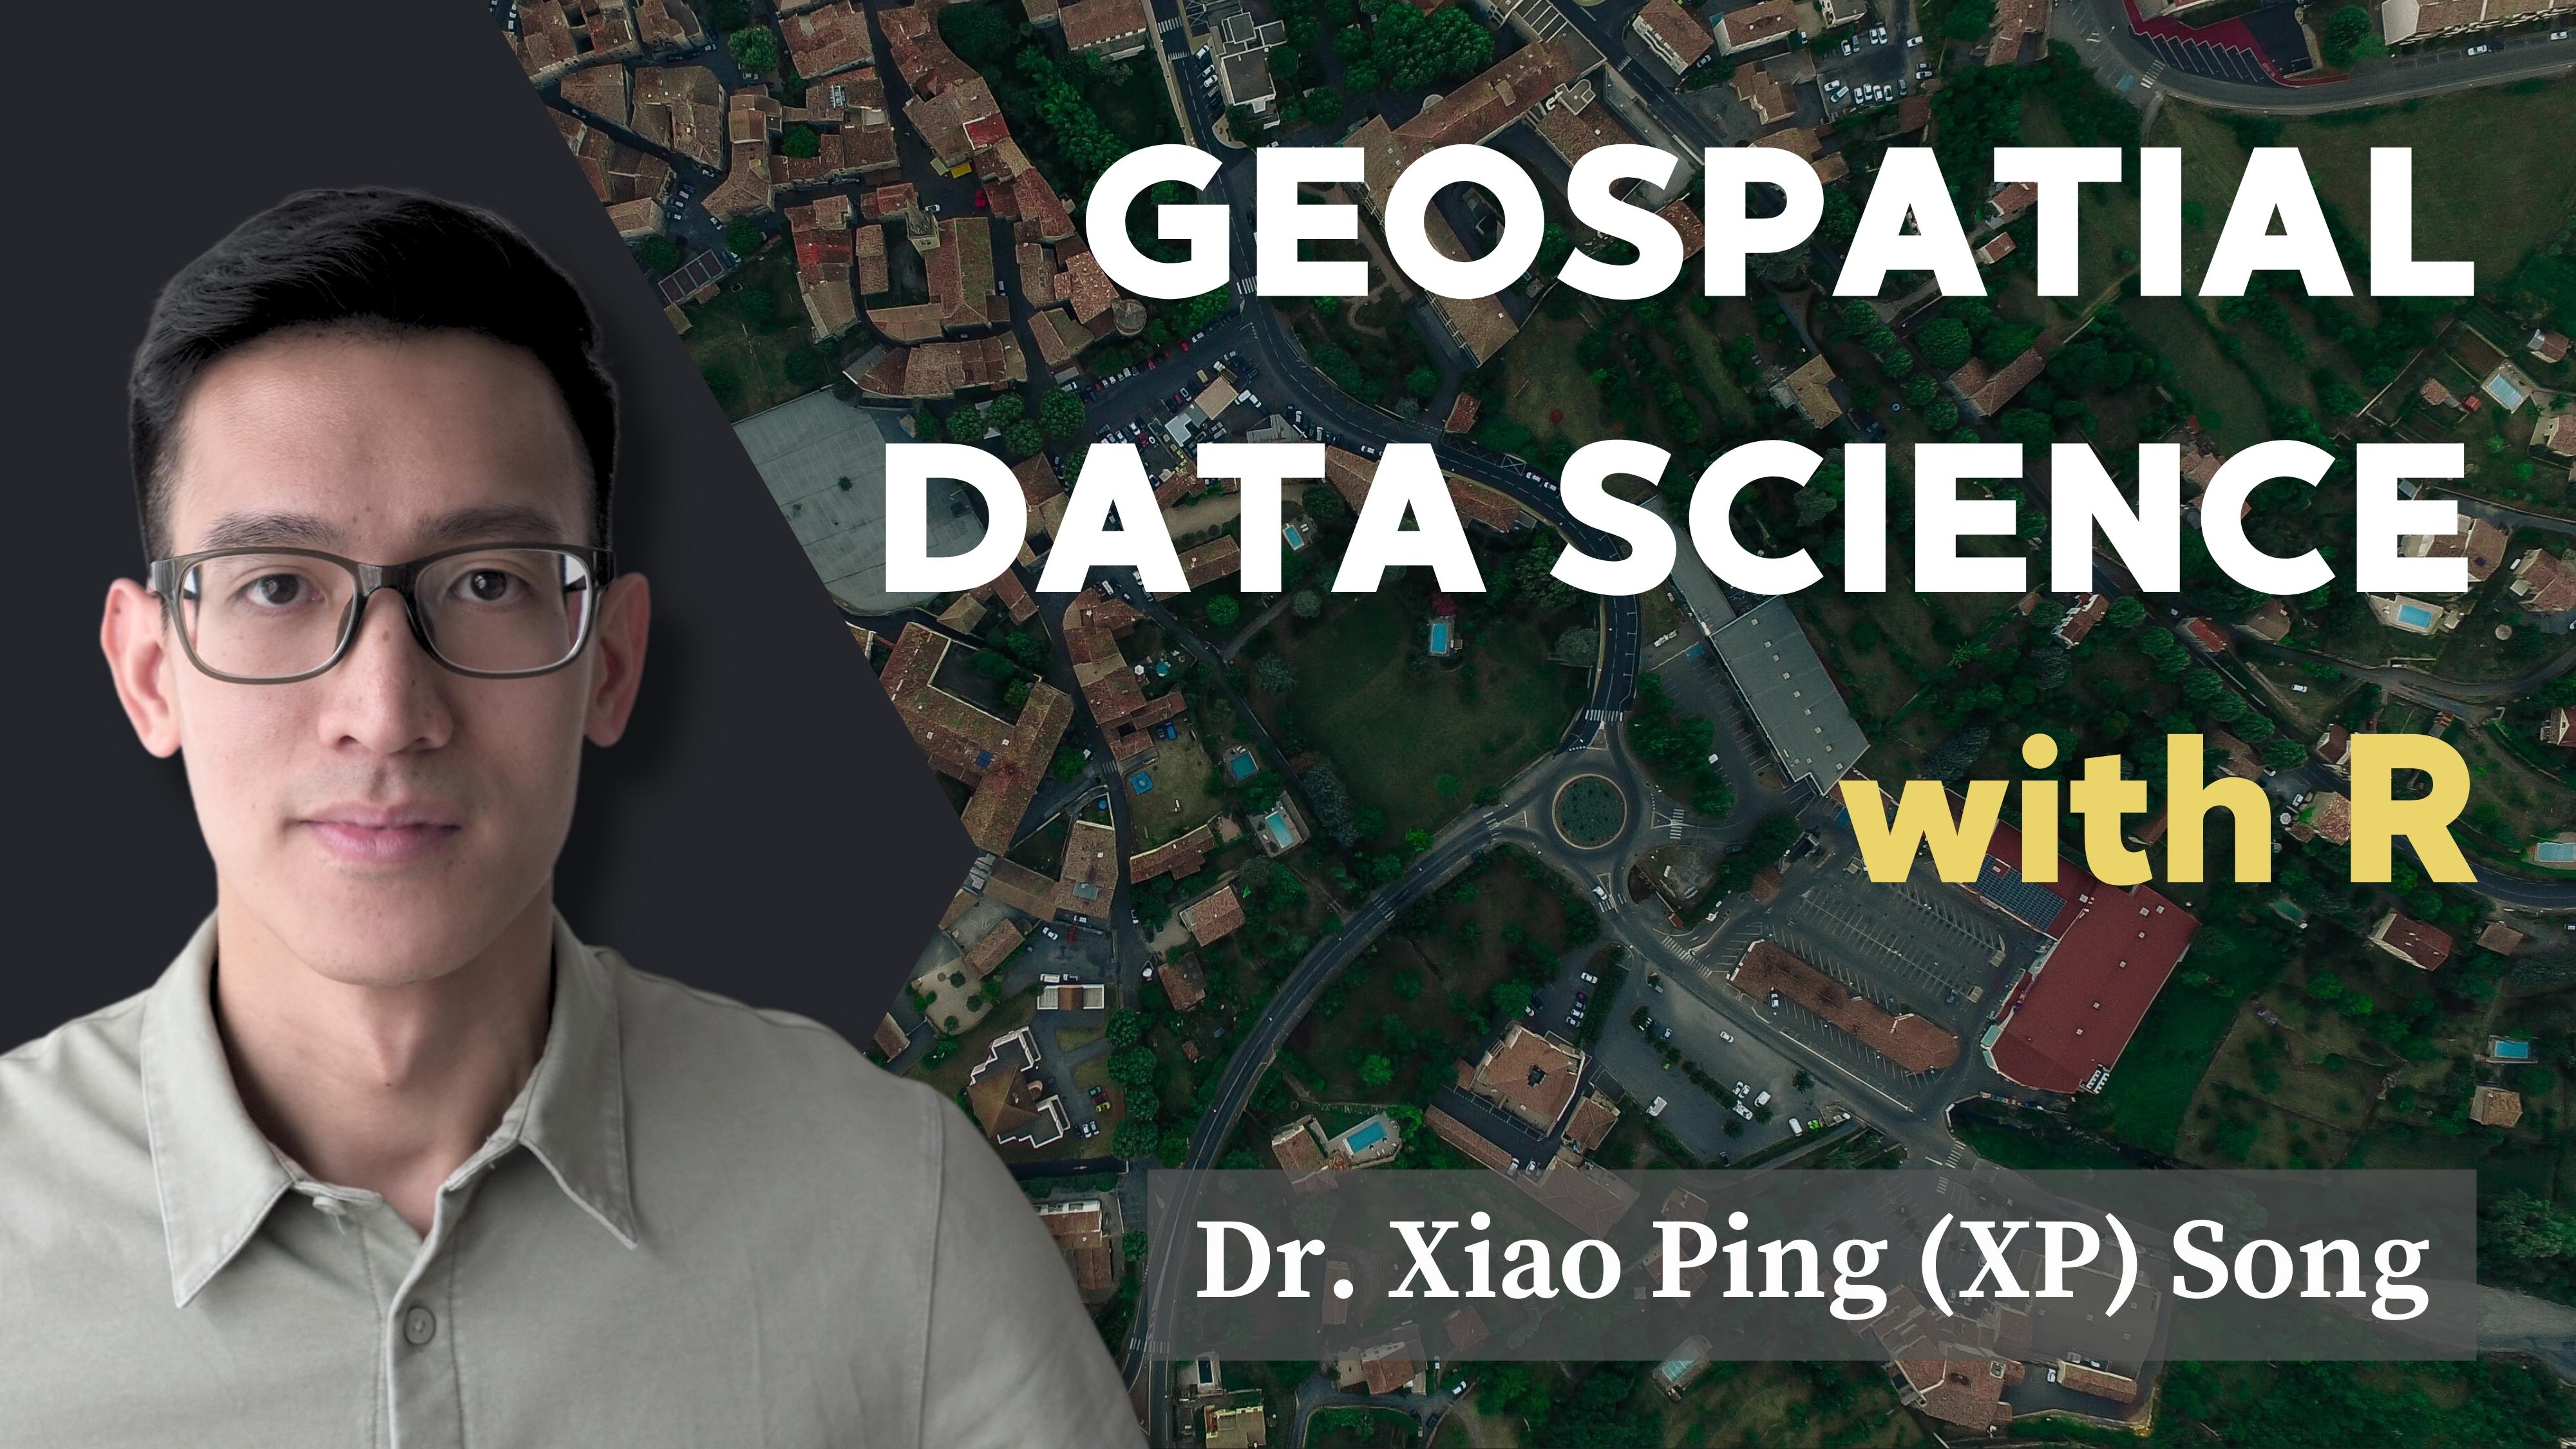 GEOSPATIAL
DATA SCIENCE
with R
Dr. Xiao Ping (XP) Song